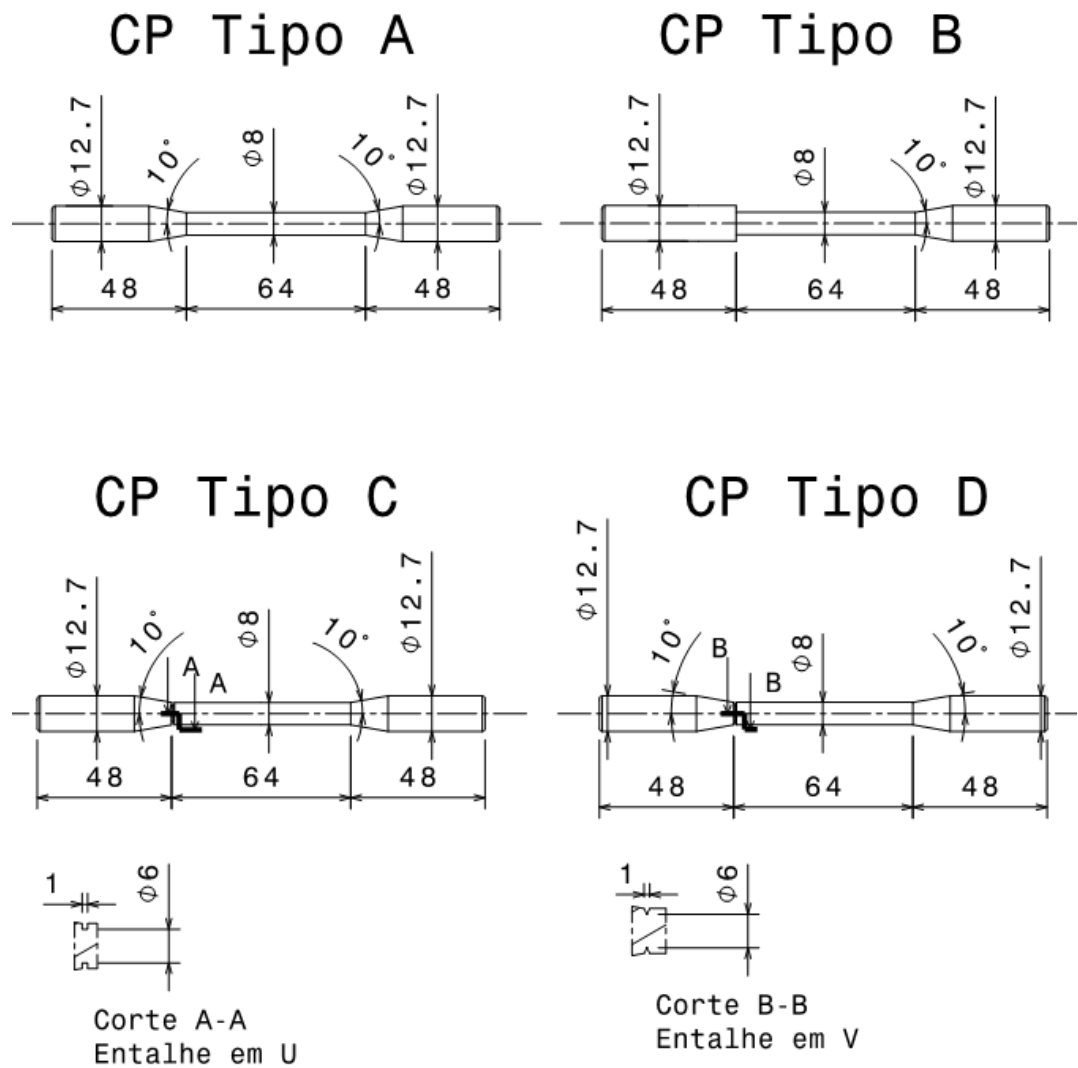 CP Tipo A
Φ12.7
10°
Φ8
10°
Φ12.7
48
64
48
CP Tipo B
Φ12.7
Φ8
10°
Φ12.7
48
64
48
CP Tipo C
Φ12.7
10°
A
A
Φ8
10°
Φ12.7
48
64
48
1
Φ6
Corte A-A
Entalhe em U
CP Tipo D
Φ12.7
10°
B
B
Φ8
10°
Φ12.7
48
64
48
1
Φ6
Corte B-B
Entalhe em V